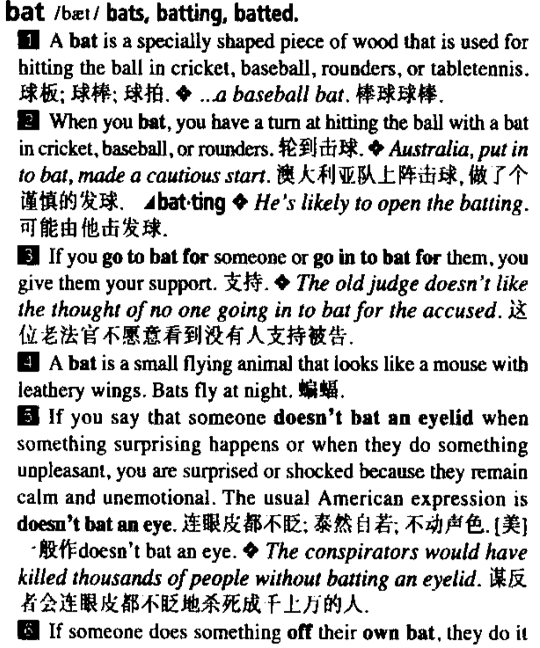 bat /bæt/ bats, batting, batted.
1 A bat is a specially shaped piece of wood that is used for
hitting the ball in cricket, baseball, rounders, or tabletennis.
球板; 球棒; 球拍. ❖ ...a baseball bat. 棒球球棒.
2 When you bat, you have a turn at hitting the ball with a bat
in cricket, baseball, or rounders. 轮到击球. ❖ Australia, put in
to bat, made a cautious start. 澳大利亚队上阵击球, 做了个
谨慎的发球. ⊿bat·ting ❖ He's likely to open the batting.
可能由他击发球.
3 If you go to bat for someone or go in to bat for them, you
give them your support. 支持. ❖ The old judge doesn't like
the thought of no one going in to bat for the accused. 这
位老法官不愿意看到没有人支持被告.
4 A bat is a small flying animal that looks like a mouse with
leathery wings. Bats fly at night. 蝙蝠.
5 If you say that someone doesn't bat an eyelid when
something surprising happens or when they do something
unpleasant, you are surprised or shocked because they remain
calm and unemotional. The usual American expression is
doesn't bat an eye. 连眼皮都不眨; 泰然自若; 不动声色. [美]
一般作doesn't bat an eye. ❖ The conspirators would have
killed thousands of people without batting an eyelid. 谋反
者会连眼皮都不眨地杀死成千上万的人.
6 If someone does something off their own bat, they do it